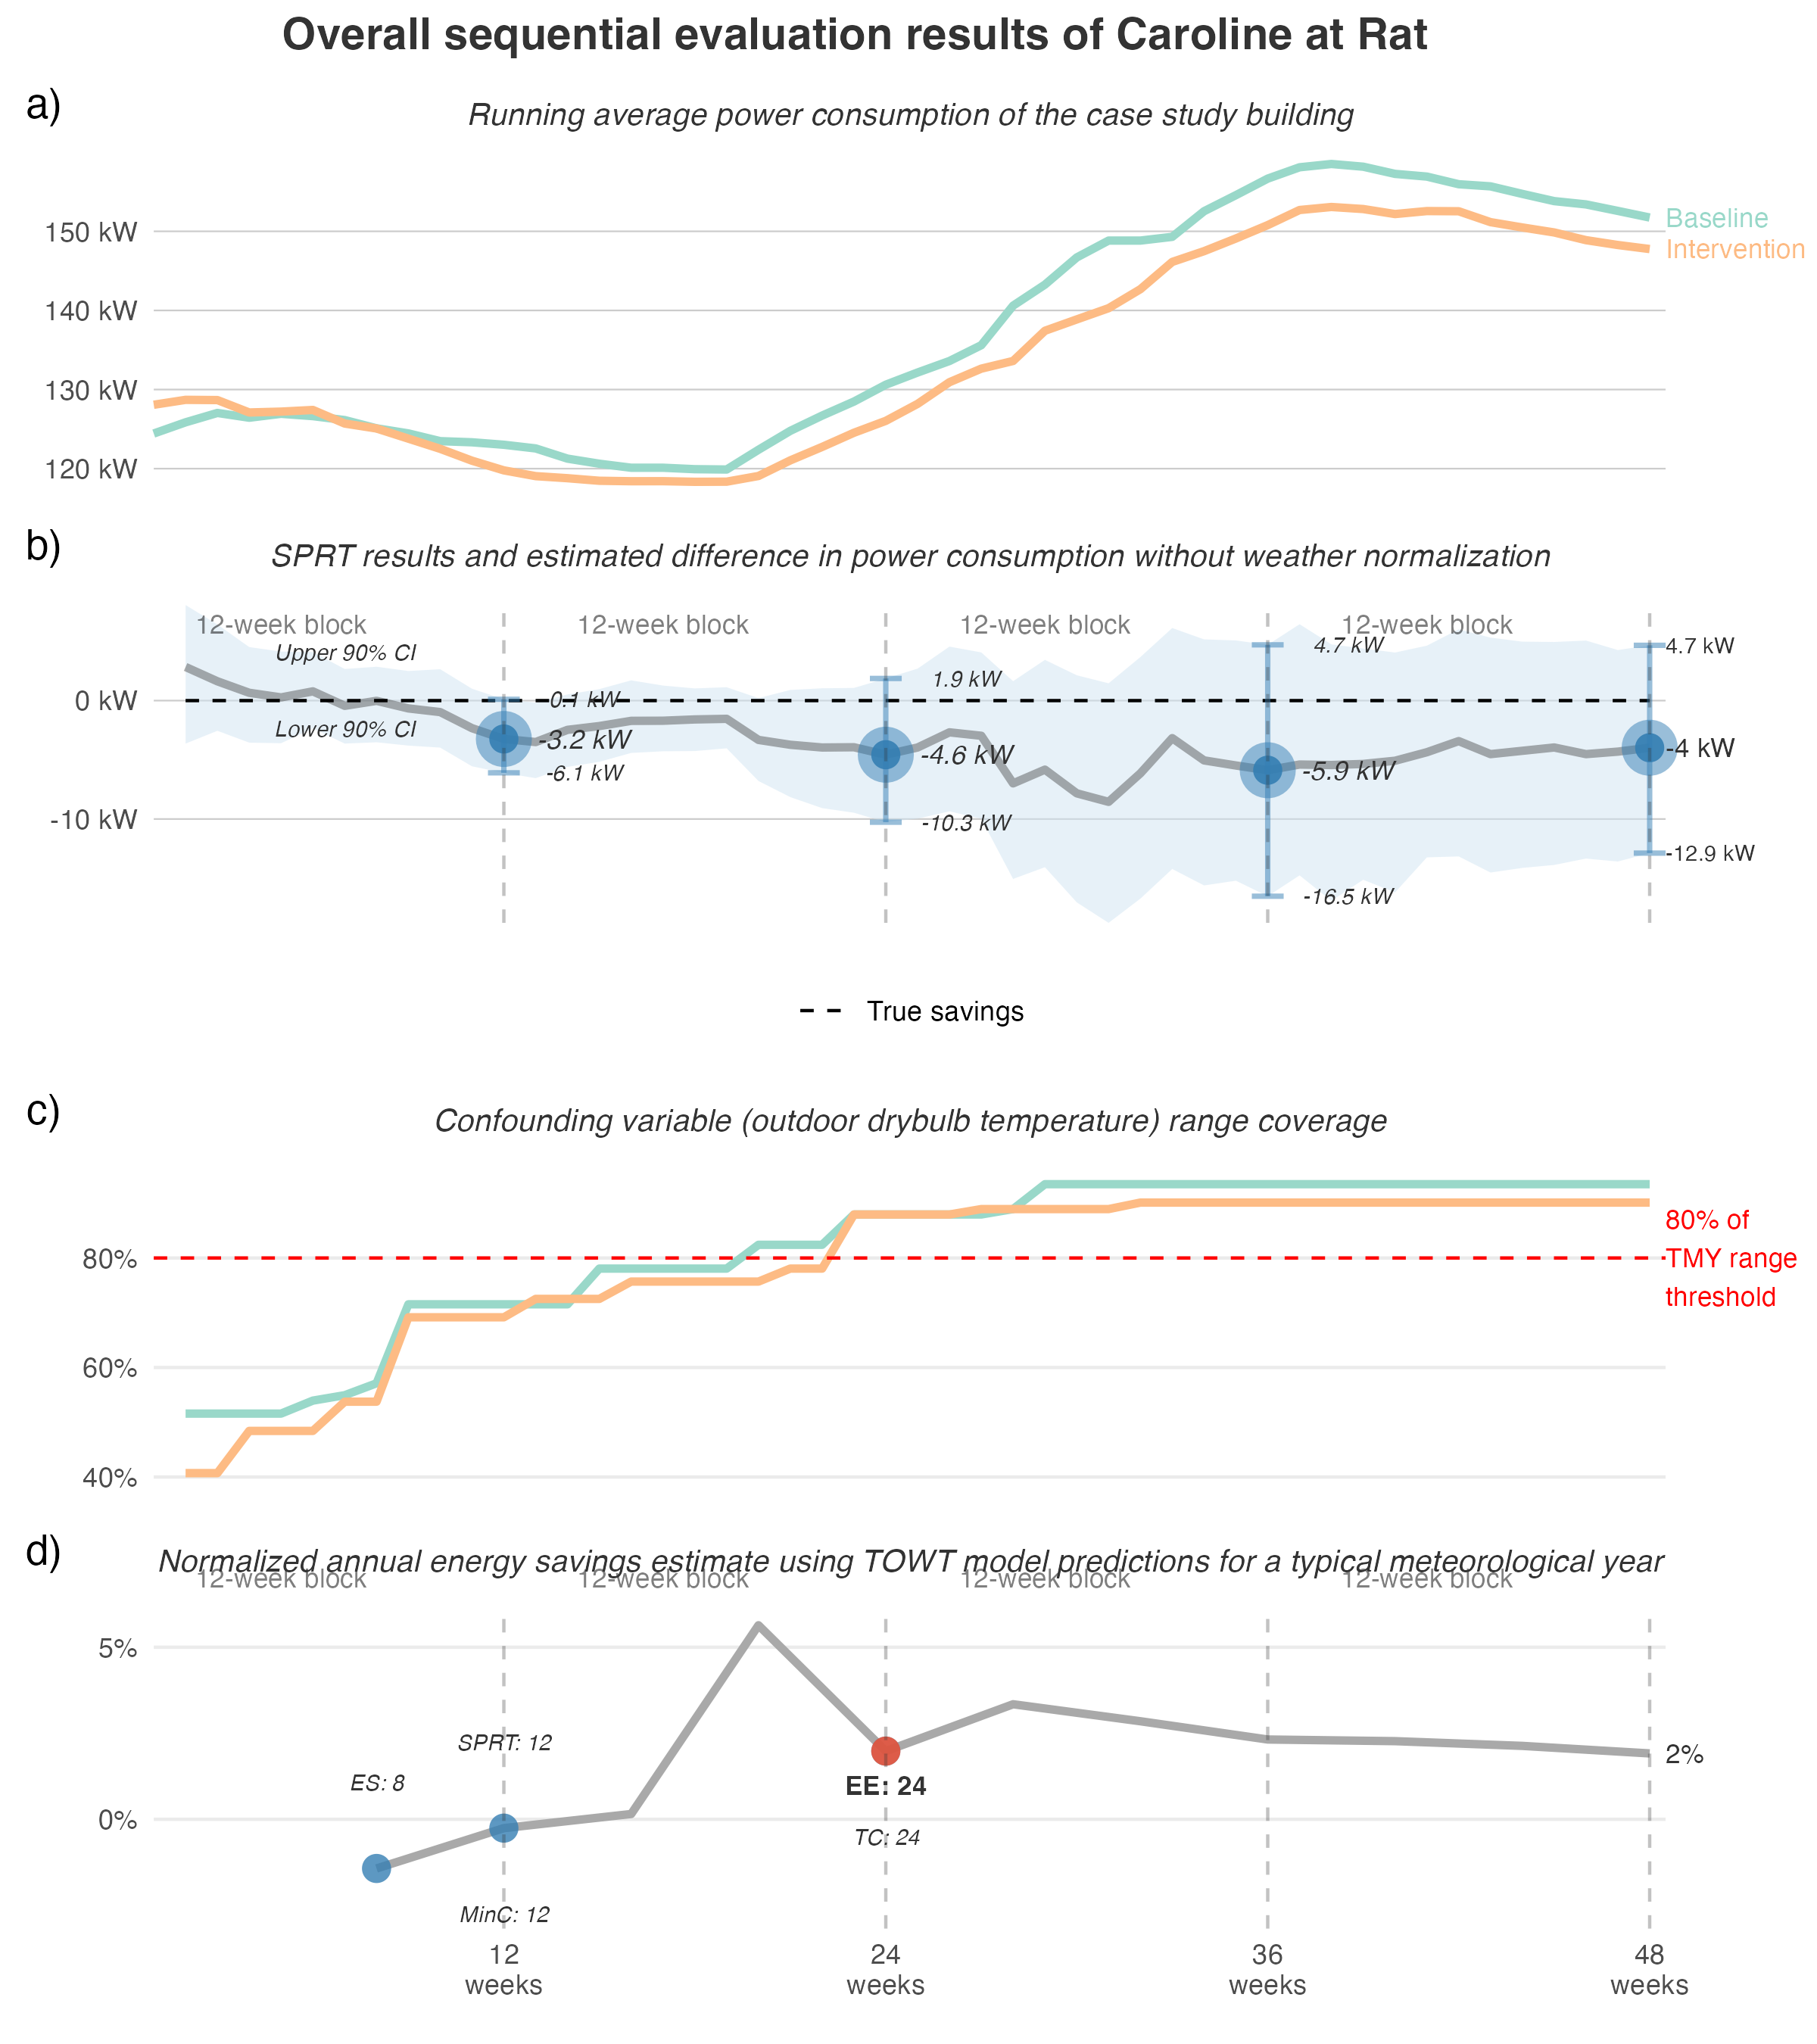 Overall sequential evaluation results of Caroline at Rat
a)
Running average power consumption of the case study building
150 kW
140 kW
130 kW
120 kW
Baseline
Intervention
b)
SPRT results and estimated difference in power consumption without weather normalization
12-week block
12-week block
12-week block
12-week block
Upper 90% CI
Lower 90% CI
0 kW
-10 kW
0.1 kW
-3.2 kW
-6.1 kW
1.9 kW
-4.6 kW
-10.3 kW
4.7 kW
-5.9 kW
-16.5 kW
4.7 kW
-4 kW
-12.9 kW
True savings
c)
Confounding variable (outdoor drybulb temperature) range coverage
80%
60%
40%
80% of
TMY range
threshold
d)
Normalized annual energy savings estimate using TOWT model predictions for a typical meteorological year
12-week block
12-week block
12-week block
12-week block
5%
0%
SPRT: 12
ES: 8
MinC: 12
EE: 24
TC: 24
2%
12
weeks
24
weeks
36
weeks
48
weeks